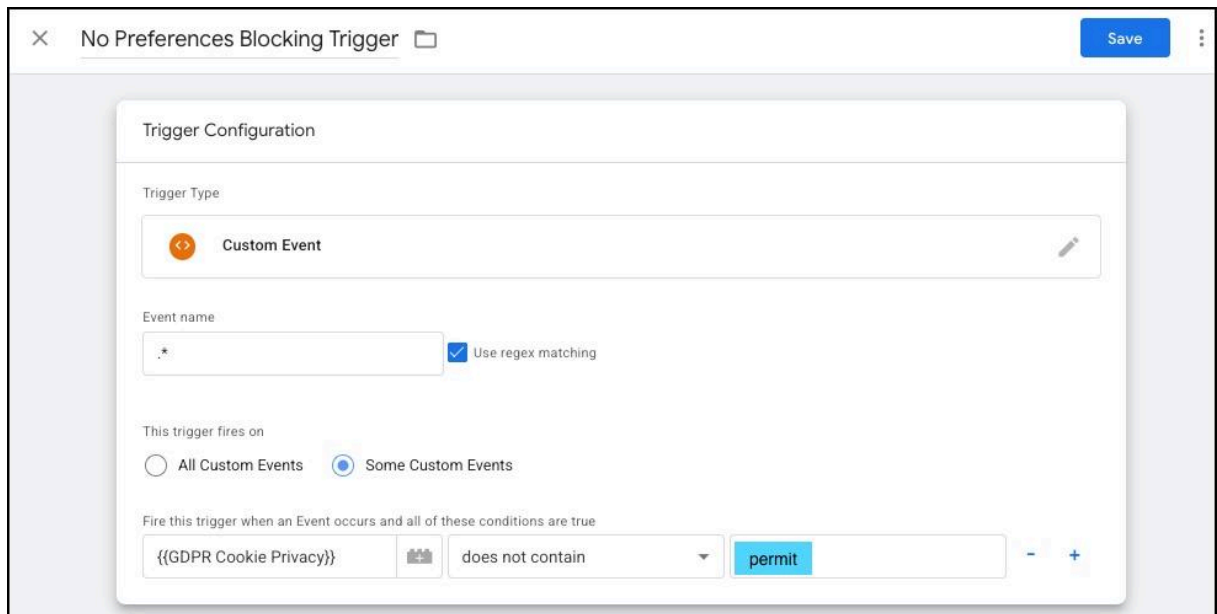 No Preferences Blocking Trigger
Save
Trigger Configuration
Trigger Type
Custom Event
Event name
.*
Use regex matching
This trigger fires on
All Custom Events
Some Custom Events
Fire this trigger when an Event occurs and all of these conditions are true
{{GDPR Cookie Privacy}}
does not contain
permit
-
+